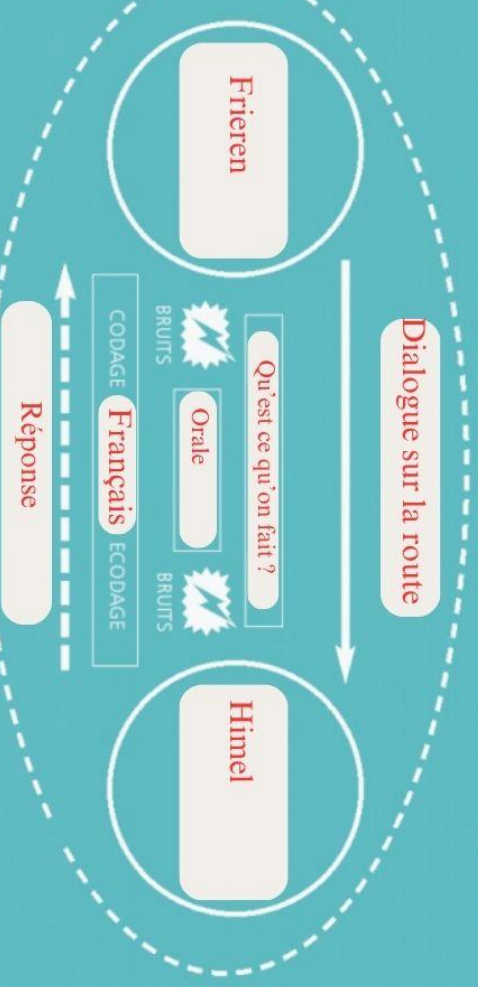 Dialogue sur la route
Frieren
Qu'est ce qu'on fait ?
Himel
BRUITS
Orale
BRUITS
CODAGE Français ECODAGE
Réponse